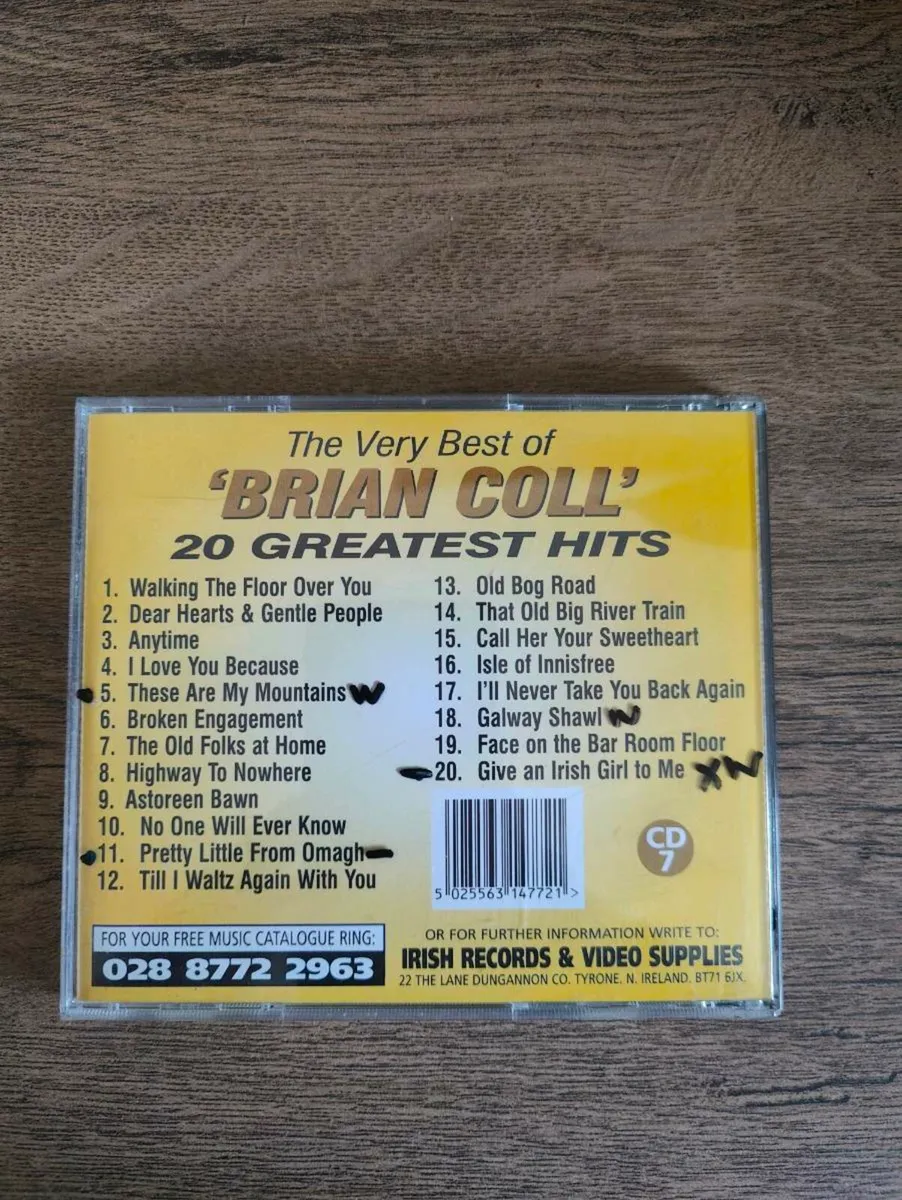 The Very Best of
'BRIAN COLL'
20 GREATEST HITS
1. Walking The Floor Over You
2. Dear Hearts & Gentle People
3. Anytime
4. I Love You Because
5. These Are My Mountains W
6. Broken Engagement
7. The Old Folks at Home
8. Highway To Nowhere
9. Astoreen Bawn
10. No One Will Ever Know
11. Pretty Little From Omagh
12. Till I Waltz Again With You
13. Old Bog Road
14. That Old Big River Train
15. Call Her Your Sweetheart
16. Isle of Innisfree
17. I'll Never Take You Back Again
18. Galway Shawl W
19. Face on the Bar Room Floor
20. Give an Irish Girl to Me XW
5 025563 147721 >
CD
7
FOR YOUR FREE MUSIC CATALOGUE RING:
028 8772 2963
OR FOR FURTHER INFORMATION WRITE TO:
IRISH RECORDS & VIDEO SUPPLIES
22 THE LANE DUNGANNON CO. TYRONE. N. IRELAND. BT71 6JX.